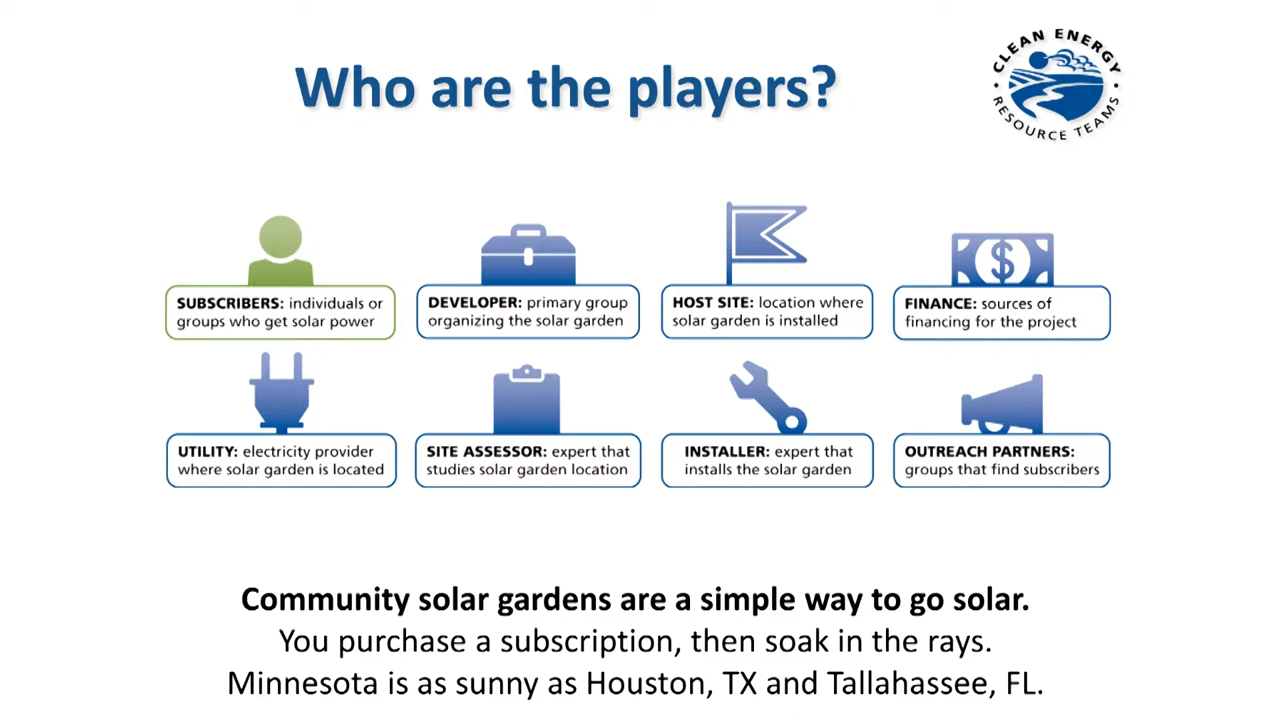 Who are the players?
CLEAN ENERGY
RESOURCE TEAMS
SUBSCRIBERS: individuals or
groups who get solar power
DEVELOPER: primary group
organizing the solar garden
HOST SITE: location where
solar garden is installed
$
FINANCE: sources of
financing for the project
UTILITY: electricity provider
where solar garden is located
SITE ASSESSOR: expert that
studies solar garden location
INSTALLER: expert that
installs the solar garden
OUTREACH PARTNERS:
groups that find subscribers
Community solar gardens are a simple way to go solar.
You purchase a subscription, then soak in the rays.
Minnesota is as sunny as Houston, TX and Tallahassee, FL.